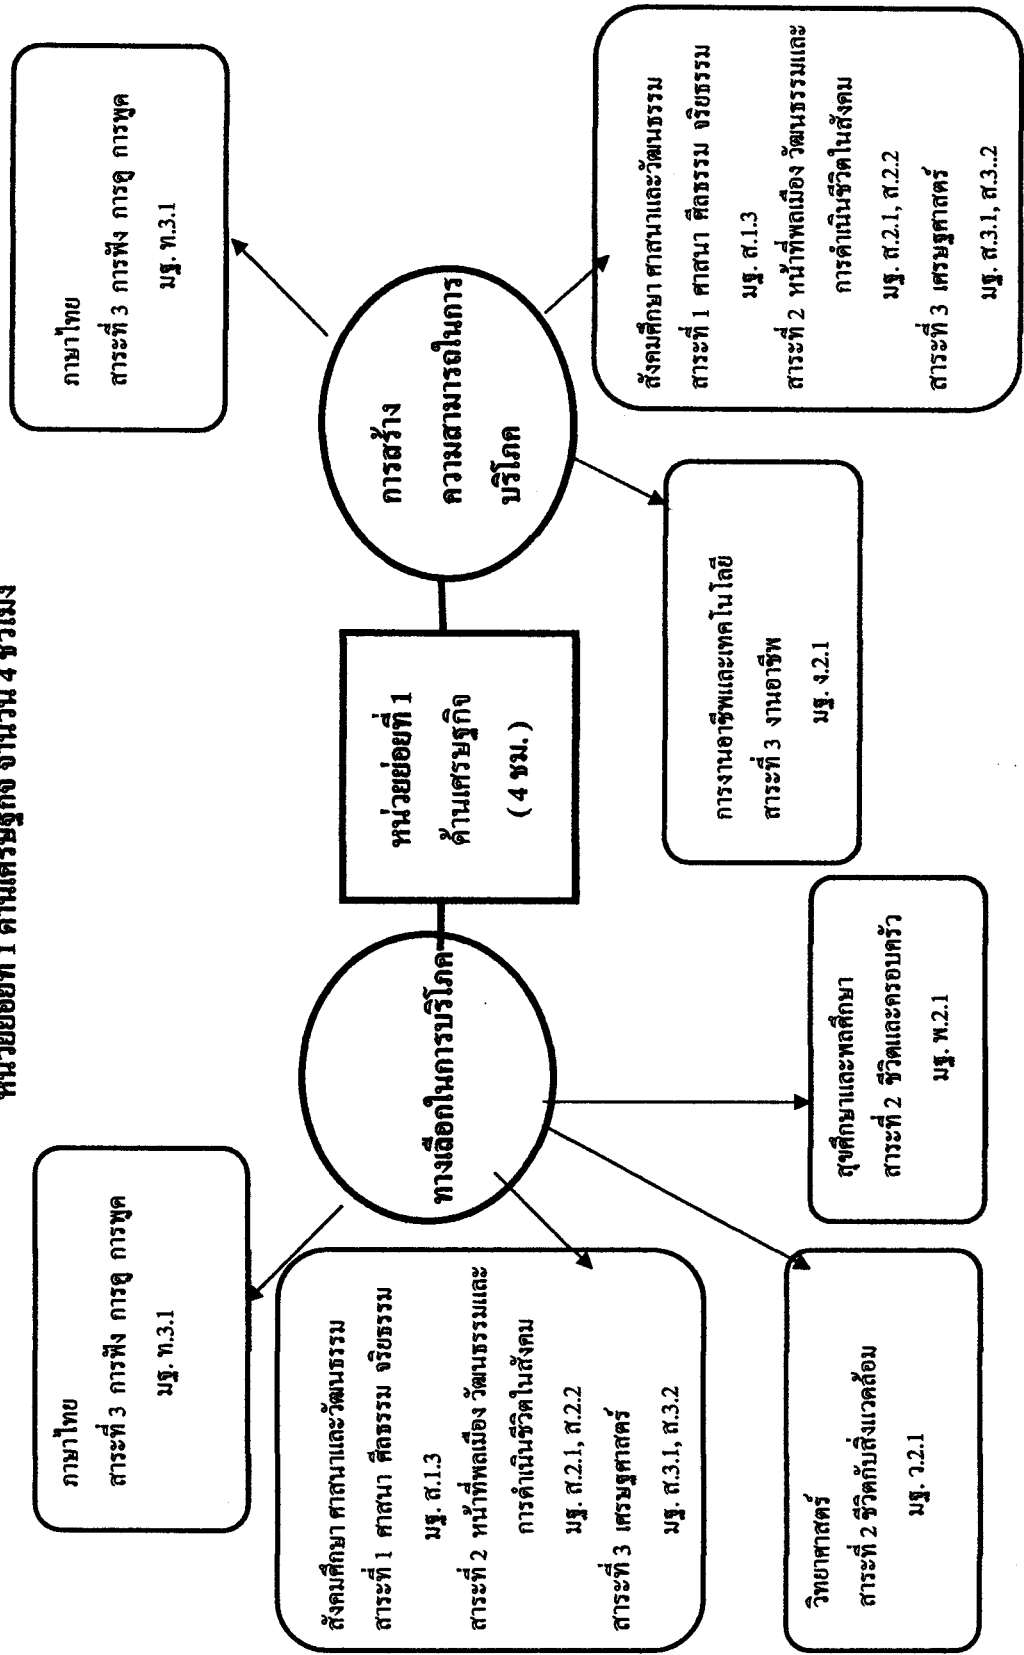 หน่วยย่อยที่ 1 ด้านเศรษฐกิจ จำนวน 4 ชั่วโมง
ภาษาไทย
สาระที่ 3 การฟัง การดู การพูด
มฐ. ท.3.1
ภาษาไทย
สาระที่ 3 การฟัง การดู การพูด
มฐ. ท.3.1
สังคมศึกษา ศาสนาและวัฒนธรรม
สาระที่ 1 ศาสนา ศีลธรรม จริยธรรม
มฐ. ส.1.3
สาระที่ 2 หน้าที่พลเมือง วัฒนธรรมและ
การดำเนินชีวิตในสังคม
มฐ. ส.2.1, ส.2.2
สาระที่ 3 เศรษฐศาสตร์
มฐ. ส.3.1, ส.3.2
ทางเลือกในการบริโภค
หน่วยย่อยที่ 1
ด้านเศรษฐกิจ
( 4 ชม. )
การสร้าง
ความสามารถในการ
บริโภค
สังคมศึกษา ศาสนาและวัฒนธรรม
สาระที่ 1 ศาสนา ศีลธรรม จริยธรรม
มฐ. ส.1.3
สาระที่ 2 หน้าที่พลเมือง วัฒนธรรมและ
การดำเนินชีวิตในสังคม
มฐ. ส.2.1, ส.2.2
สาระที่ 3 เศรษฐศาสตร์
มฐ. ส.3.1, ส.3..2
วิทยาศาสตร์
สาระที่ 2 ชีวิตกับสิ่งแวดล้อม
มฐ. ว.2.1
สุขศึกษาและพลศึกษา
สาระที่ 2 ชีวิตและครอบครัว
มฐ. พ.2.1
การงานอาชีพและเทคโนโลยี
สาระที่ 3 งานอาชีพ
มฐ. ง.2.1